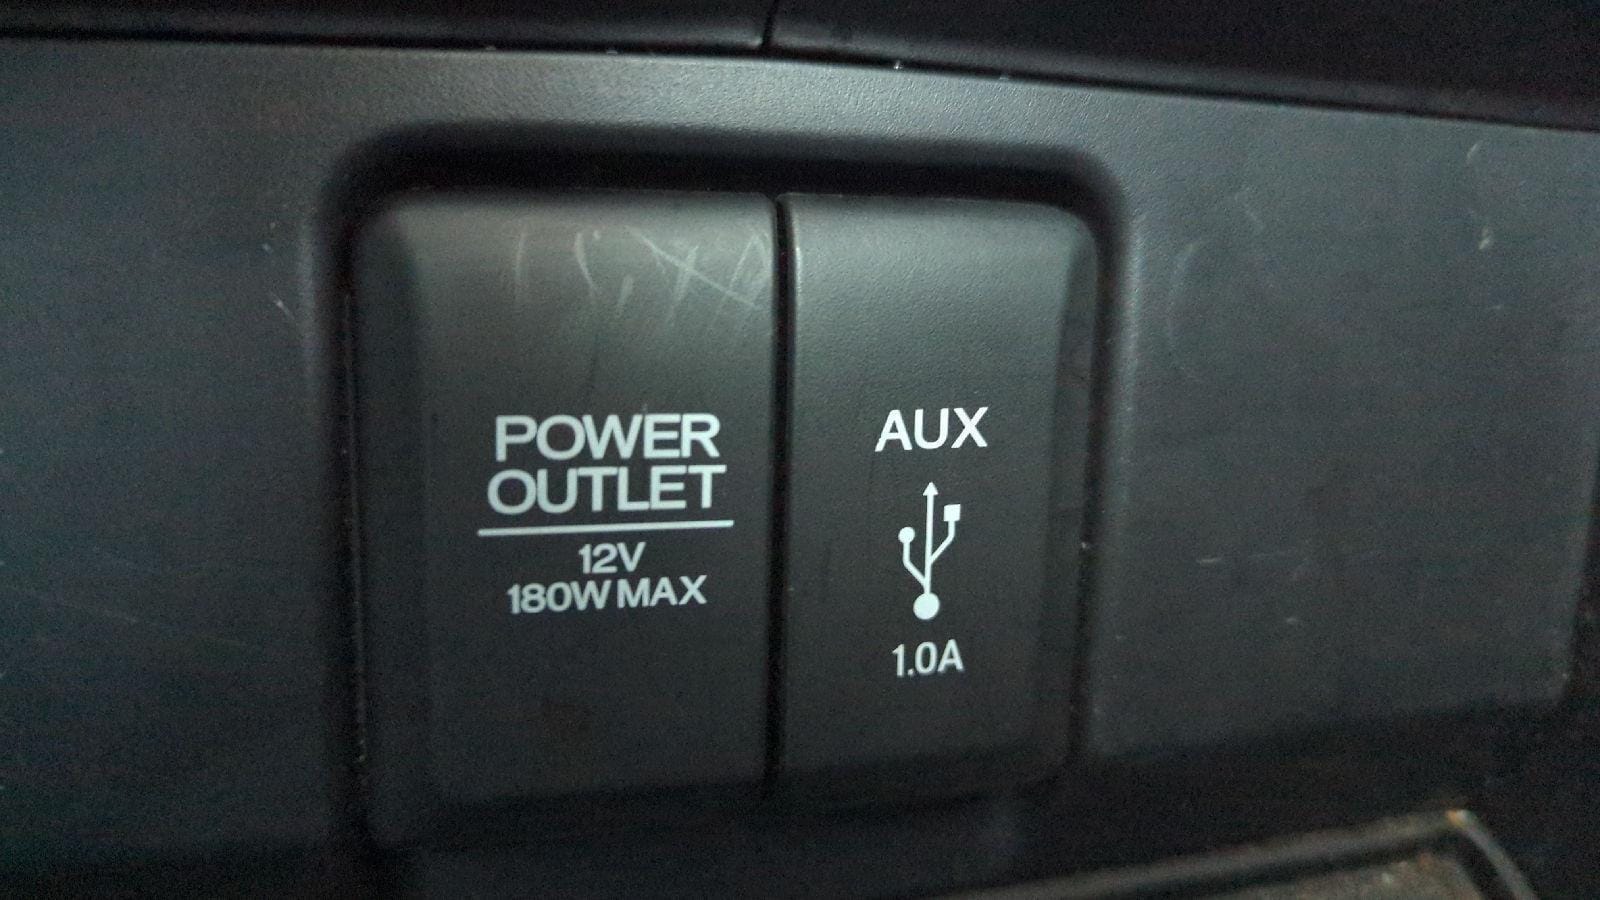 POWER
OUTLET
12V
180W MAX
AUX
1.0A